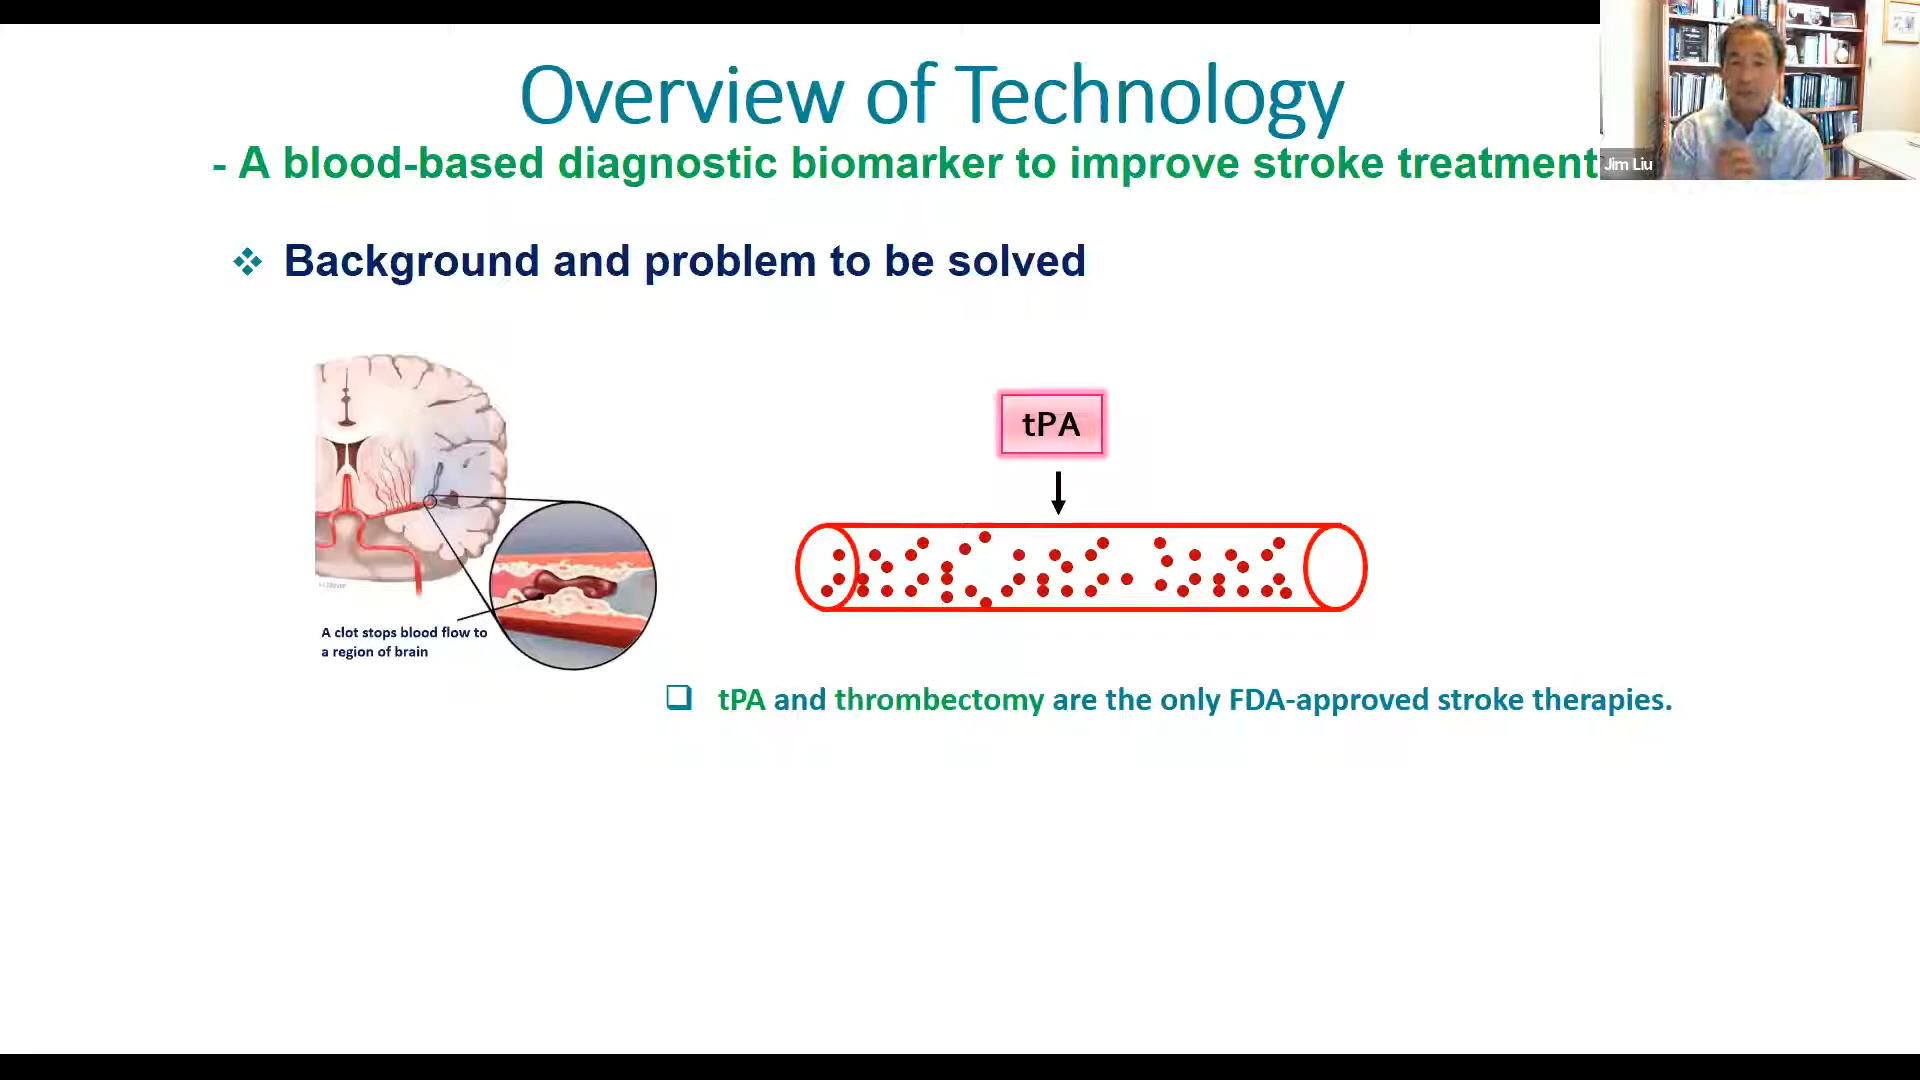 Overview of Technology
- A blood-based diagnostic biomarker to improve stroke treatment
Jim Liu
Background and problem to be solved
tPA
A clot stops blood flow to
a region of brain
tPA and thrombectomy are the only FDA-approved stroke therapies.